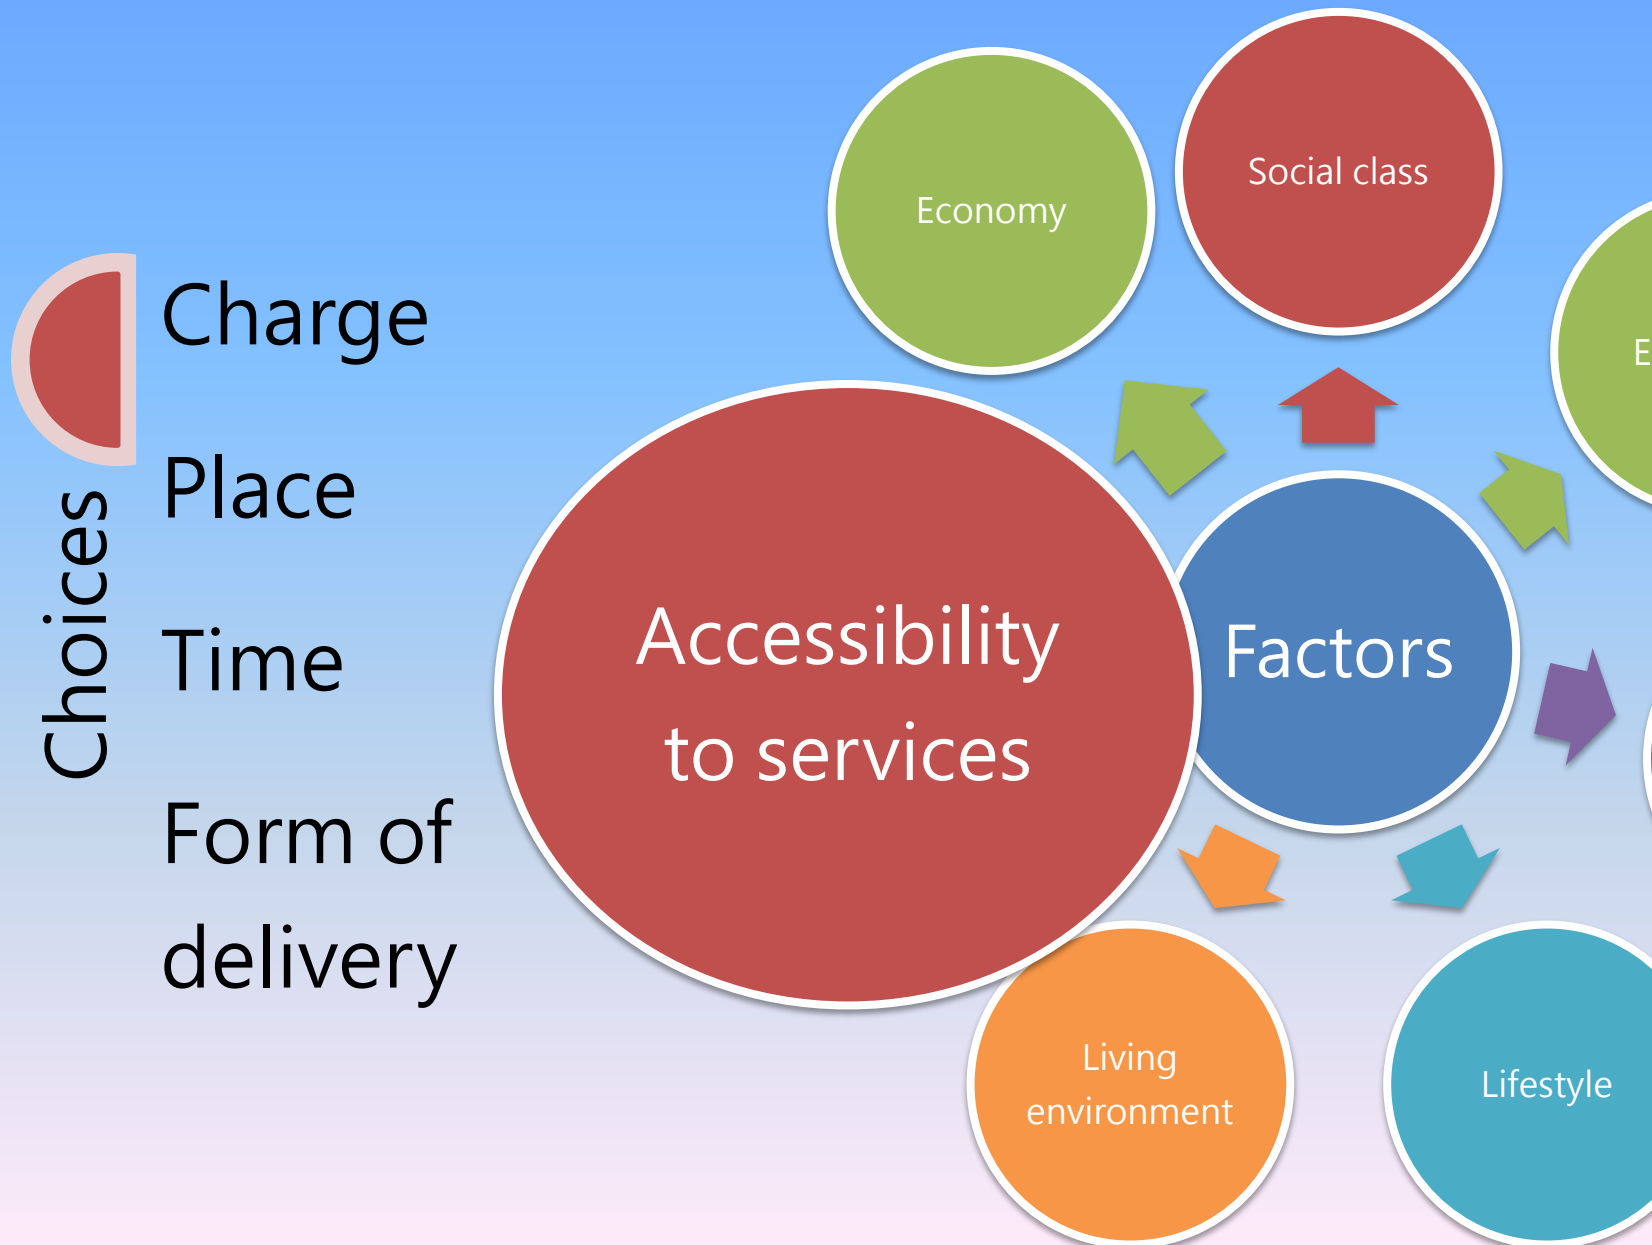 Choices
Charge
Place
Time
Form of
delivery
Accessibility
to services
Factors
Economy
Social class
Lifestyle
Living
environment